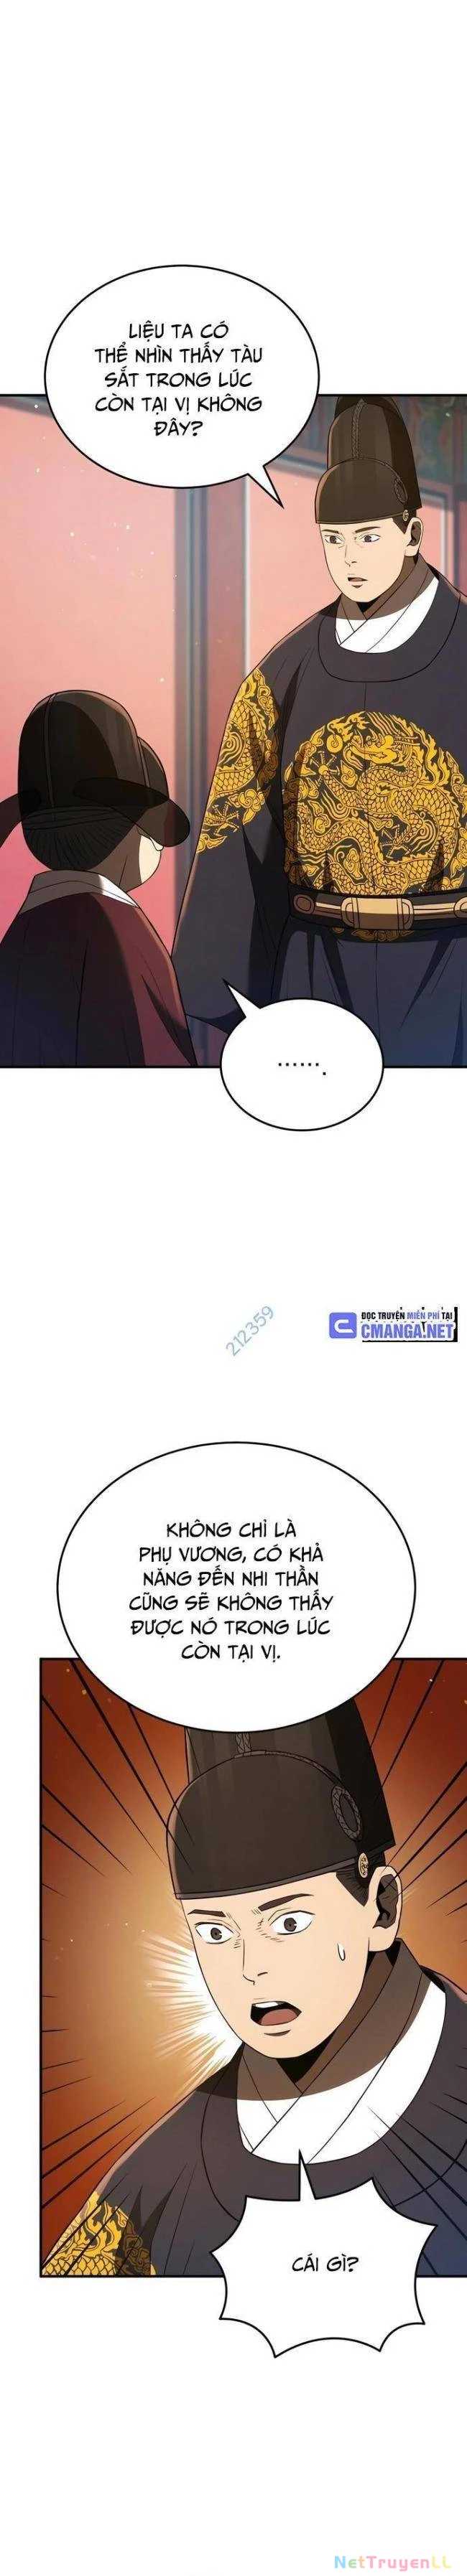 LIỆU TA CÓ
THỂ NHÌN THẤY TÀU
SẮT TRONG LÚC
CÒN TẠI VỊ KHÔNG
ĐÂY?
.......
212359
ĐỌC TRUYỆN MIỄN PHÍ TẠI
CMANGA.NET
KHÔNG CHỈ LÀ
PHỤ VƯƠNG, CÓ KHẢ
NĂNG ĐẾN NHI THẦN
CŨNG SẼ KHÔNG THẤY
ĐƯỢC NÓ TRONG LÚC
CÒN TẠI VỊ.
CÁI GÌ?
NetTruyenLL